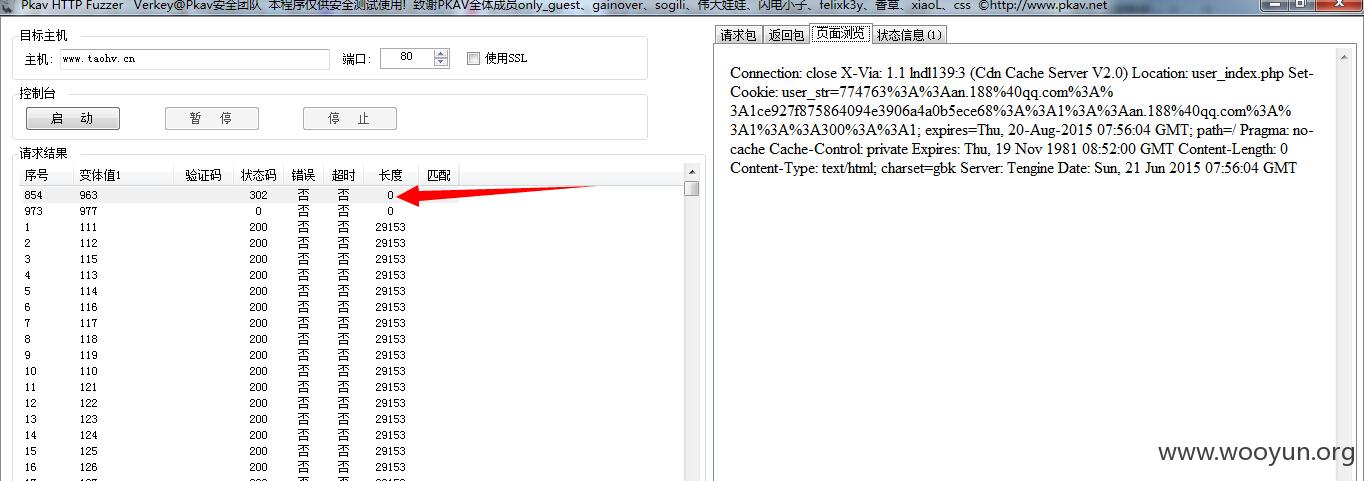 Pkav HTTP Fuzzer Verkey@Pkav安全团队 本程序仅供安全测试使用! 致谢PKAV全体成员only_guest、gainover、sogili、伟大娃娃、闪电小子、felixk3y、香草、xiaoL、css ©http://www.pkav.net
目标主机
主机: www.taohv.cn 端口: 80 使用SSL
控制台
启 动 暂 停 停 止
请求结果
序号 变体值1 验证码 状态码 错误 超时 长度 匹配
854 963 302 否 否 0
973 977 0 否 否 0
1 111 200 否 否 29153
2 112 200 否 否 29153
3 115 200 否 否 29153
4 113 200 否 否 29153
5 114 200 否 否 29153
6 116 200 否 否 29153
7 117 200 否 否 29153
8 118 200 否 否 29153
9 119 200 否 否 29153
10 110 200 否 否 29153
11 121 200 否 否 29153
12 122 200 否 否 29153
13 123 200 否 否 29153
14 124 200 否 否 29153
15 125 200 否 否 29153
16 126 200 否 否 29153
请求包 返回包 页面浏览 状态信息(1)
Connection: close X-Via: 1.1 lndl139:3 (Cdn Cache Server V2.0) Location: user_index.php Set-
Cookie: user_str=774763%3A%3Aan.188%40qq.com%3A%
3A1ce927f875864094e3906a4a0b5ece68%3A%3A1%3A%3Aan.188%40qq.com%3A%
3A1%3A%3A300%3A%3A1; expires=Thu, 20-Aug-2015 07:56:04 GMT; path=/ Pragma: no-
cache Cache-Control: private Expires: Thu, 19 Nov 1981 08:52:00 GMT Content-Length: 0
Content-Type: text/html; charset=gbk Server: Tengine Date: Sun, 21 Jun 2015 07:56:04 GMT
www.wooyun.org